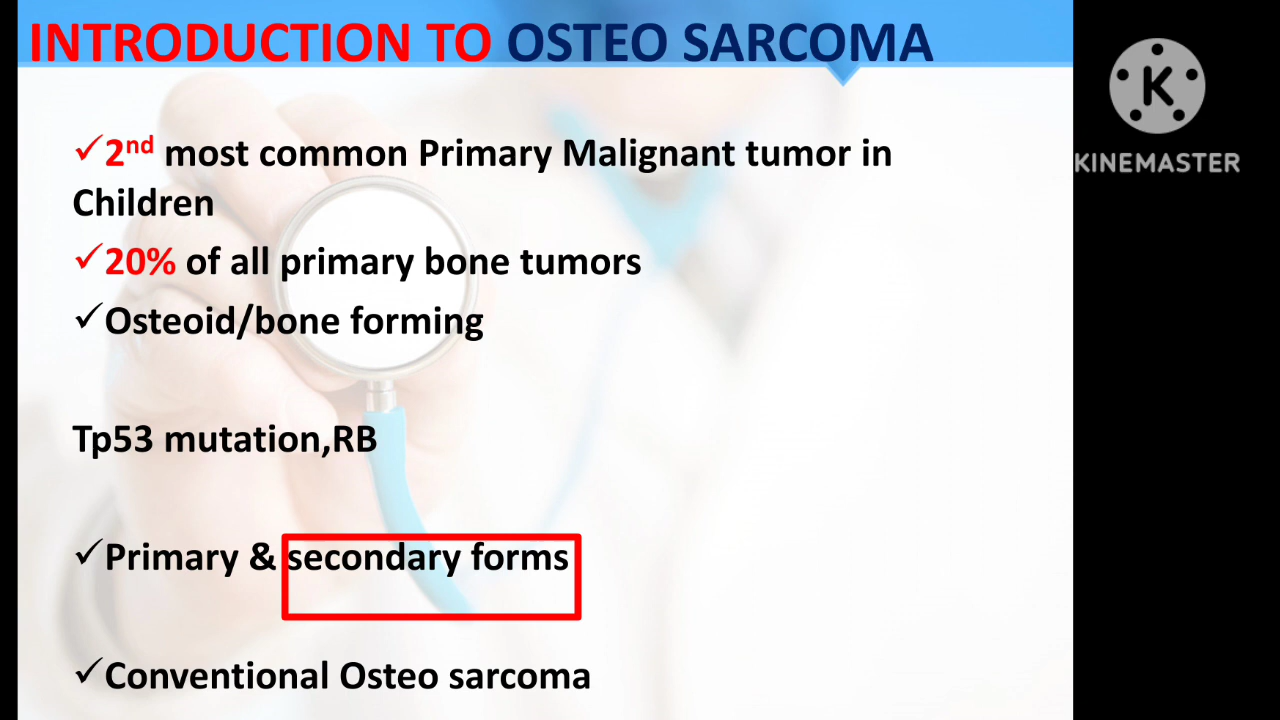 INTRODUCTION TO OSTEO SARCOMA
✓2nd most common Primary Malignant tumor in
Children
✓20% of all primary bone tumors
✓Osteoid/bone forming
Tp53 mutation,RB
✓Primary & secondary forms
✓Conventional Osteo sarcoma
K
KINEMASTER